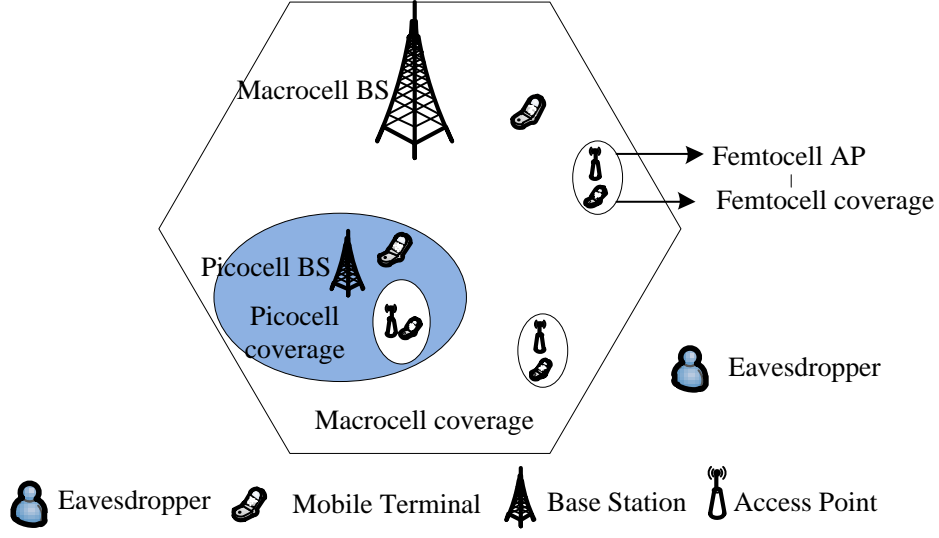 Macrocell BS
Femtocell AP
Femtocell coverage
Picocell BS
Picocell
coverage
Eavesdropper
Macrocell coverage
Eavesdropper
Mobile Terminal
Base Station
Access Point